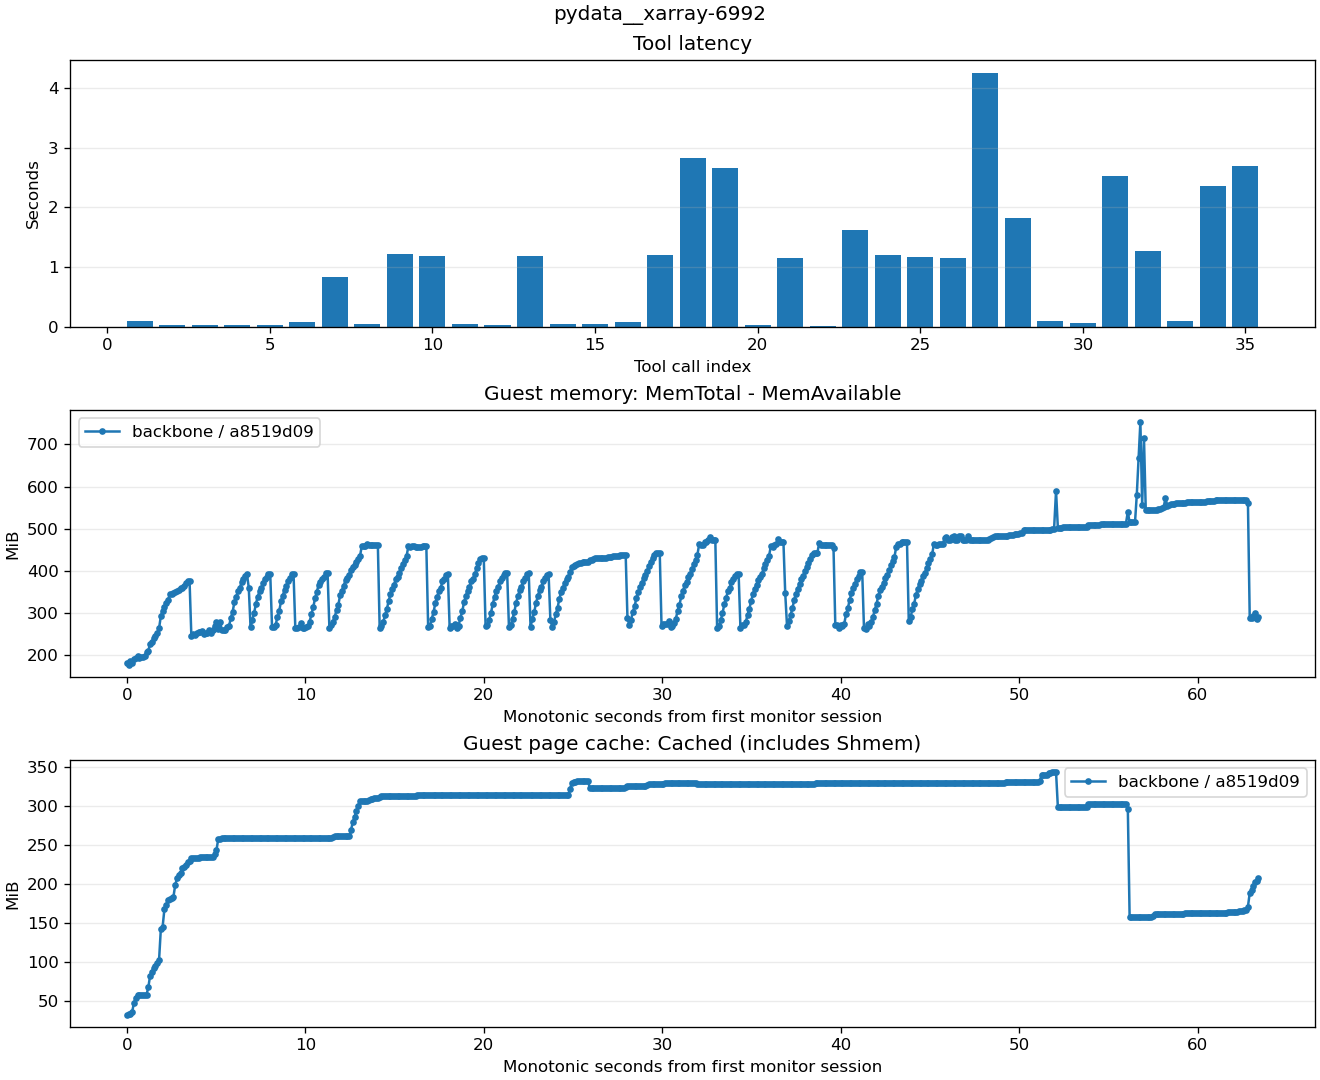 pydata__xarray-6992
Tool latency
4
3
2
1
0
Seconds
0 5 10 15 20 25 30 35
Tool call index
Guest memory: MemTotal - MemAvailable
backbone / a8519d09
700
600
500
400
300
200
MiB
0 10 20 30 40 50 60
Monotonic seconds from first monitor session
Guest page cache: Cached (includes Shmem)
backbone / a8519d09
350
300
250
200
150
100
50
MiB
0 10 20 30 40 50 60
Monotonic seconds from first monitor session